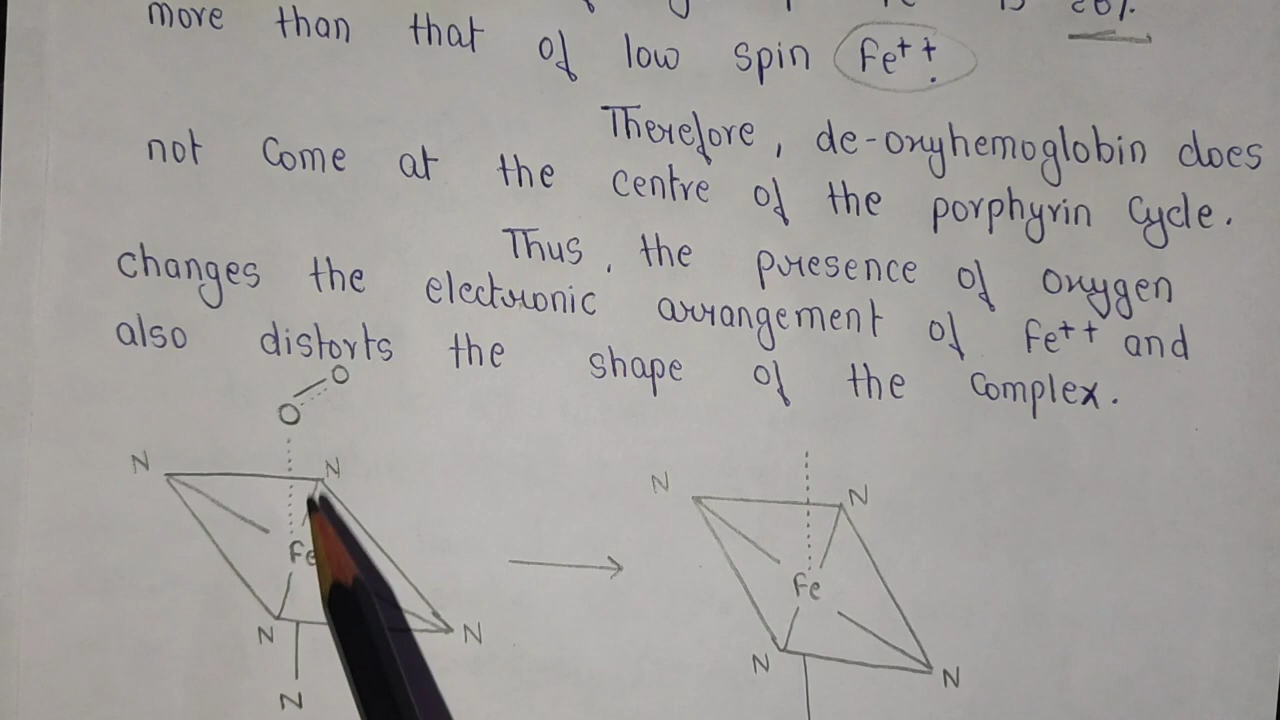 more than that of low spin Fe++.
Therefore, de-oxyhemoglobin does
not come at the centre of the porphyrin cycle.
Thus, the presence of oxygen
changes the electronic arrangement of Fe++ and
also distorts the shape of the complex.
O
O
N N
Fe
N N
N
N N
Fe
N N